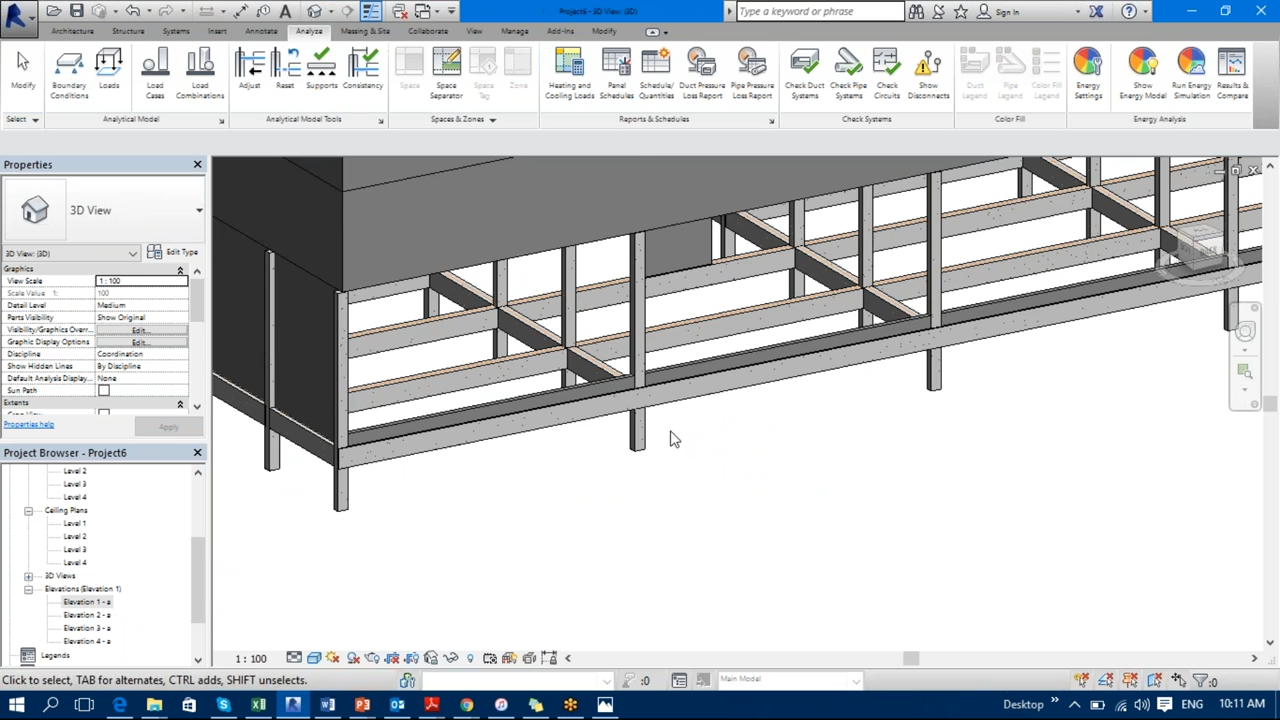 Project6 - 3D View: {3D}
Type a keyword or phrase
Sign In
Architecture Structure Systems Insert Annotate Analyze Massing & Site Collaborate View Manage Add-Ins Modify
Modify
Boundary Conditions
Loads
Load Cases
Load Combinations
Adjust
Reset
Supports
Consistency
Space
Space Separator
Space Tag
Zone
Heating and Cooling Loads
Panel Schedules
Schedule/ Quantities
Duct Pressure Loss Report
Pipe Pressure Loss Report
Check Duct Systems
Check Pipe Systems
Check Circuits
Show Disconnects
Duct Legend
Pipe Legend
Color Fill Legend
Energy Settings
Show Energy Model
Run Energy Simulation
Results & Compare
Select
Analytical Model
Analytical Model Tools
Spaces & Zones
Reports & Schedules
Check Systems
Color Fill
Energy Analysis
Properties
3D View
3D View: {3D}
Edit Type
Graphics
View Scale 1 : 100
Scale Value 1: 100
Detail Level Medium
Parts Visibility Show Original
Visibility/Graphics Overr... Edit...
Graphic Display Options Edit...
Discipline Coordination
Show Hidden Lines By Discipline
Default Analysis Display... None
Sun Path
Extents
Properties help
Apply
Project Browser - Project6
Level 2
Level 3
Level 4
Ceiling Plans
Level 1
Level 2
Level 3
Level 4
3D Views
Elevations (Elevation 1)
Elevation 1 - a
Elevation 2 - a
Elevation 3 - a
Elevation 4 - a
Legends
1 : 100
Click to select, TAB for alternates, CTRL adds, SHIFT unselects.
:0
Main Model
:0
Desktop
ENG
10:11 AM